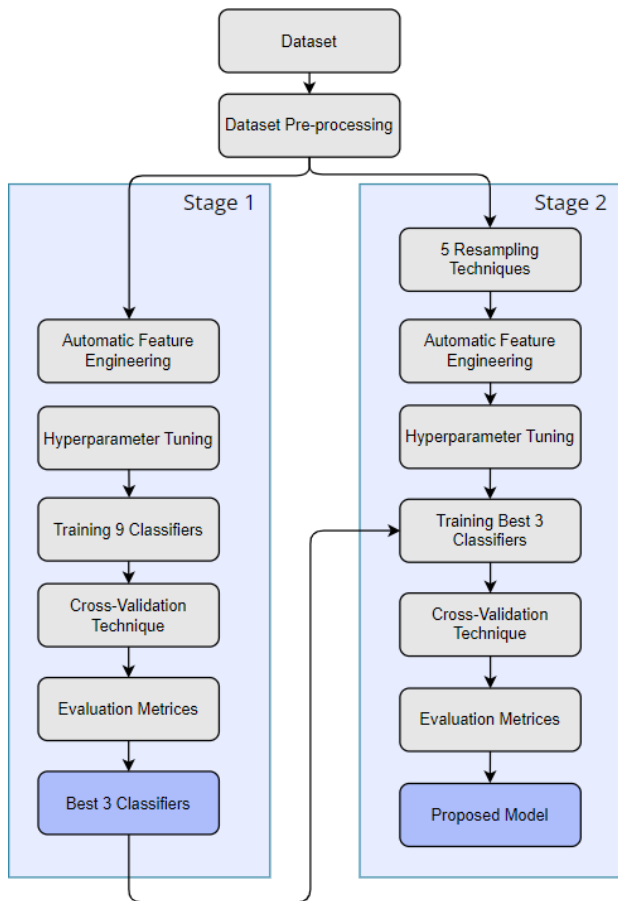 Dataset
Dataset Pre-processing
Stage 1
Automatic Feature
Engineering
Hyperparameter Tuning
Training 9 Classifiers
Cross-Validation
Technique
Evaluation Metrices
Best 3 Classifiers
Stage 2
5 Resampling
Techniques
Automatic Feature
Engineering
Hyperparameter Tuning
Training Best 3
Classifiers
Cross-Validation
Technique
Evaluation Metrices
Proposed Model